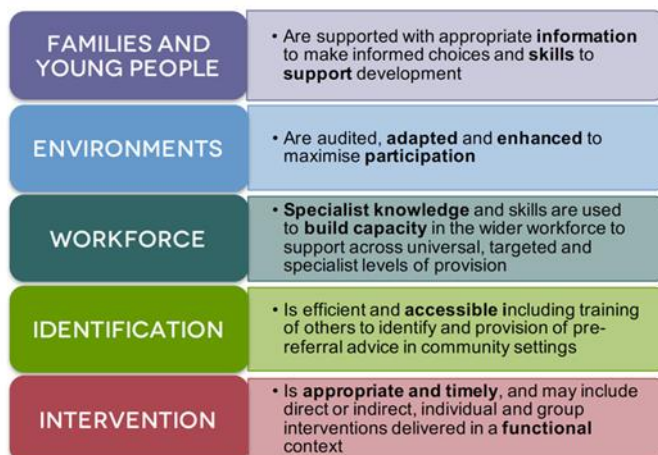 FAMILIES AND
YOUNG PEOPLE
• Are supported with appropriate information
to make informed choices and skills to
support development
ENVIRONMENTS
• Are audited, adapted and enhanced to
maximise participation
WORKFORCE
• Specialist knowledge and skills are used
to build capacity in the wider workforce to
support across universal, targeted and
specialist levels of provision
IDENTIFICATION
• Is efficient and accessible including training
of others to identify and provision of pre-
referral advice in community settings
INTERVENTION
• Is appropriate and timely, and may include
direct or indirect, individual and group
interventions delivered in a functional
context